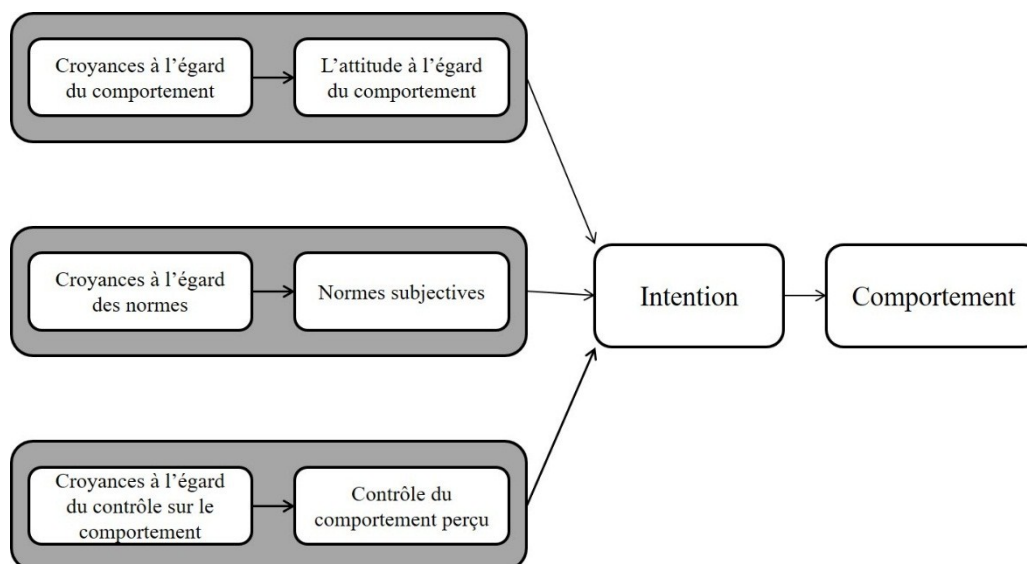 Croyances à l’égard
du comportement
L’attitude à l’égard
du comportement
Croyances à l’égard
des normes
Normes subjectives
Intention
Comportement
Croyances à l’égard
du contrôle sur le
comportement
Contrôle du
comportement perçu